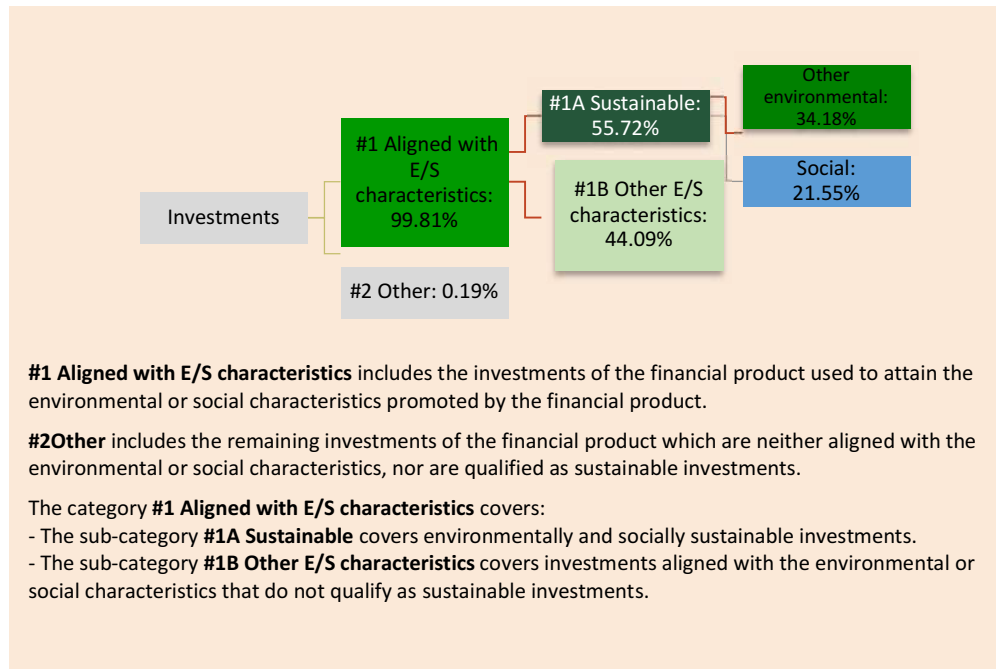 Investments
#1 Aligned with
E/S
characteristics:
99.81%
#2 Other: 0.19%
#1A Sustainable:
55.72%
#1B Other E/S
characteristics:
44.09%
Other
environmental:
34.18%
Social:
21.55%
#1 Aligned with E/S characteristics includes the investments of the financial product used to attain the
environmental or social characteristics promoted by the financial product.
#2Other includes the remaining investments of the financial product which are neither aligned with the
environmental or social characteristics, nor are qualified as sustainable investments.
The category #1 Aligned with E/S characteristics covers:
- The sub-category #1A Sustainable covers environmentally and socially sustainable investments.
- The sub-category #1B Other E/S characteristics covers investments aligned with the environmental or
social characteristics that do not qualify as sustainable investments.